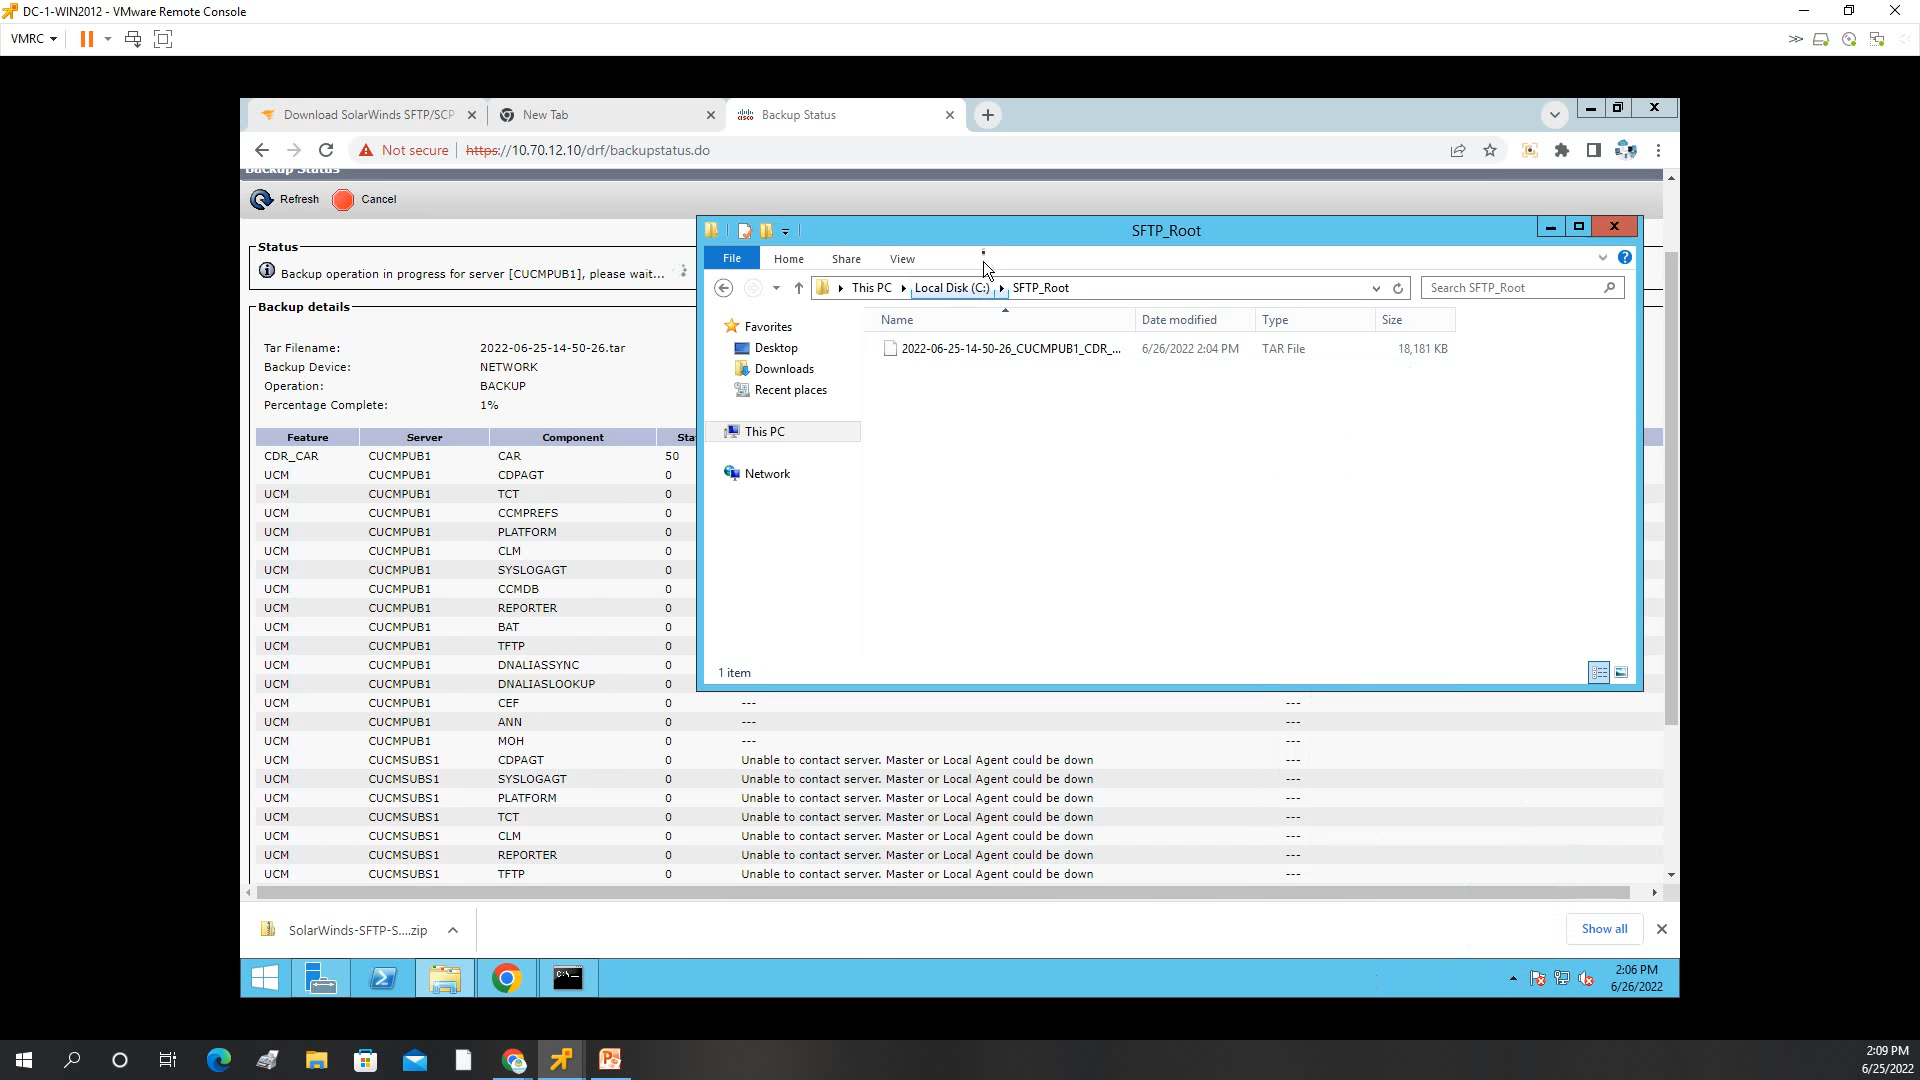 DC-1-WIN2012 - VMware Remote Console
VMRC
Download SolarWinds SFTP/SCP
New Tab
Backup Status
Not secure
https://10.70.12.10/drf/backupstatus.do
Backup Status
Refresh
Cancel
Status
Backup operation in progress for server [CUCMPUB1], please wait...
Backup details
Tar Filename: 2022-06-25-14-50-26.tar
Backup Device: NETWORK
Operation: BACKUP
Percentage Complete: 1%
Feature Server Component Sta
CDR_CAR CUCMPUB1 CAR 50
UCM CUCMPUB1 CDPAGT 0
UCM CUCMPUB1 TCT 0
UCM CUCMPUB1 CCMPREFS 0
UCM CUCMPUB1 PLATFORM 0
UCM CUCMPUB1 CLM 0
UCM CUCMPUB1 SYSLOGAGT 0
UCM CUCMPUB1 CCMDB 0
UCM CUCMPUB1 REPORTER 0
UCM CUCMPUB1 BAT 0
UCM CUCMPUB1 TFTP 0
UCM CUCMPUB1 DNALIASSYNC 0
UCM CUCMPUB1 DNALIASLOOKUP 0
UCM CUCMPUB1 CEF 0 --- ---
UCM CUCMPUB1 ANN 0 --- ---
UCM CUCMPUB1 MOH 0 --- ---
UCM CUCMSUBS1 CDPAGT 0 Unable to contact server. Master or Local Agent could be down ---
UCM CUCMSUBS1 SYSLOGAGT 0 Unable to contact server. Master or Local Agent could be down ---
UCM CUCMSUBS1 PLATFORM 0 Unable to contact server. Master or Local Agent could be down ---
UCM CUCMSUBS1 TCT 0 Unable to contact server. Master or Local Agent could be down ---
UCM CUCMSUBS1 CLM 0 Unable to contact server. Master or Local Agent could be down ---
UCM CUCMSUBS1 REPORTER 0 Unable to contact server. Master or Local Agent could be down ---
UCM CUCMSUBS1 TFTP 0 Unable to contact server. Master or Local Agent could be down ---
SFTP_Root
File Home Share View
This PC Local Disk (C:) SFTP_Root
Search SFTP_Root
Name Date modified Type Size
2022-06-25-14-50-26_CUCMPUB1_CDR_... 6/26/2022 2:04 PM TAR File 18,181 KB
Favorites
Desktop
Downloads
Recent places
This PC
Network
1 item
SolarWinds-SFTP-S....zip
Show all
2:06 PM
6/26/2022
2:09 PM
6/25/2022